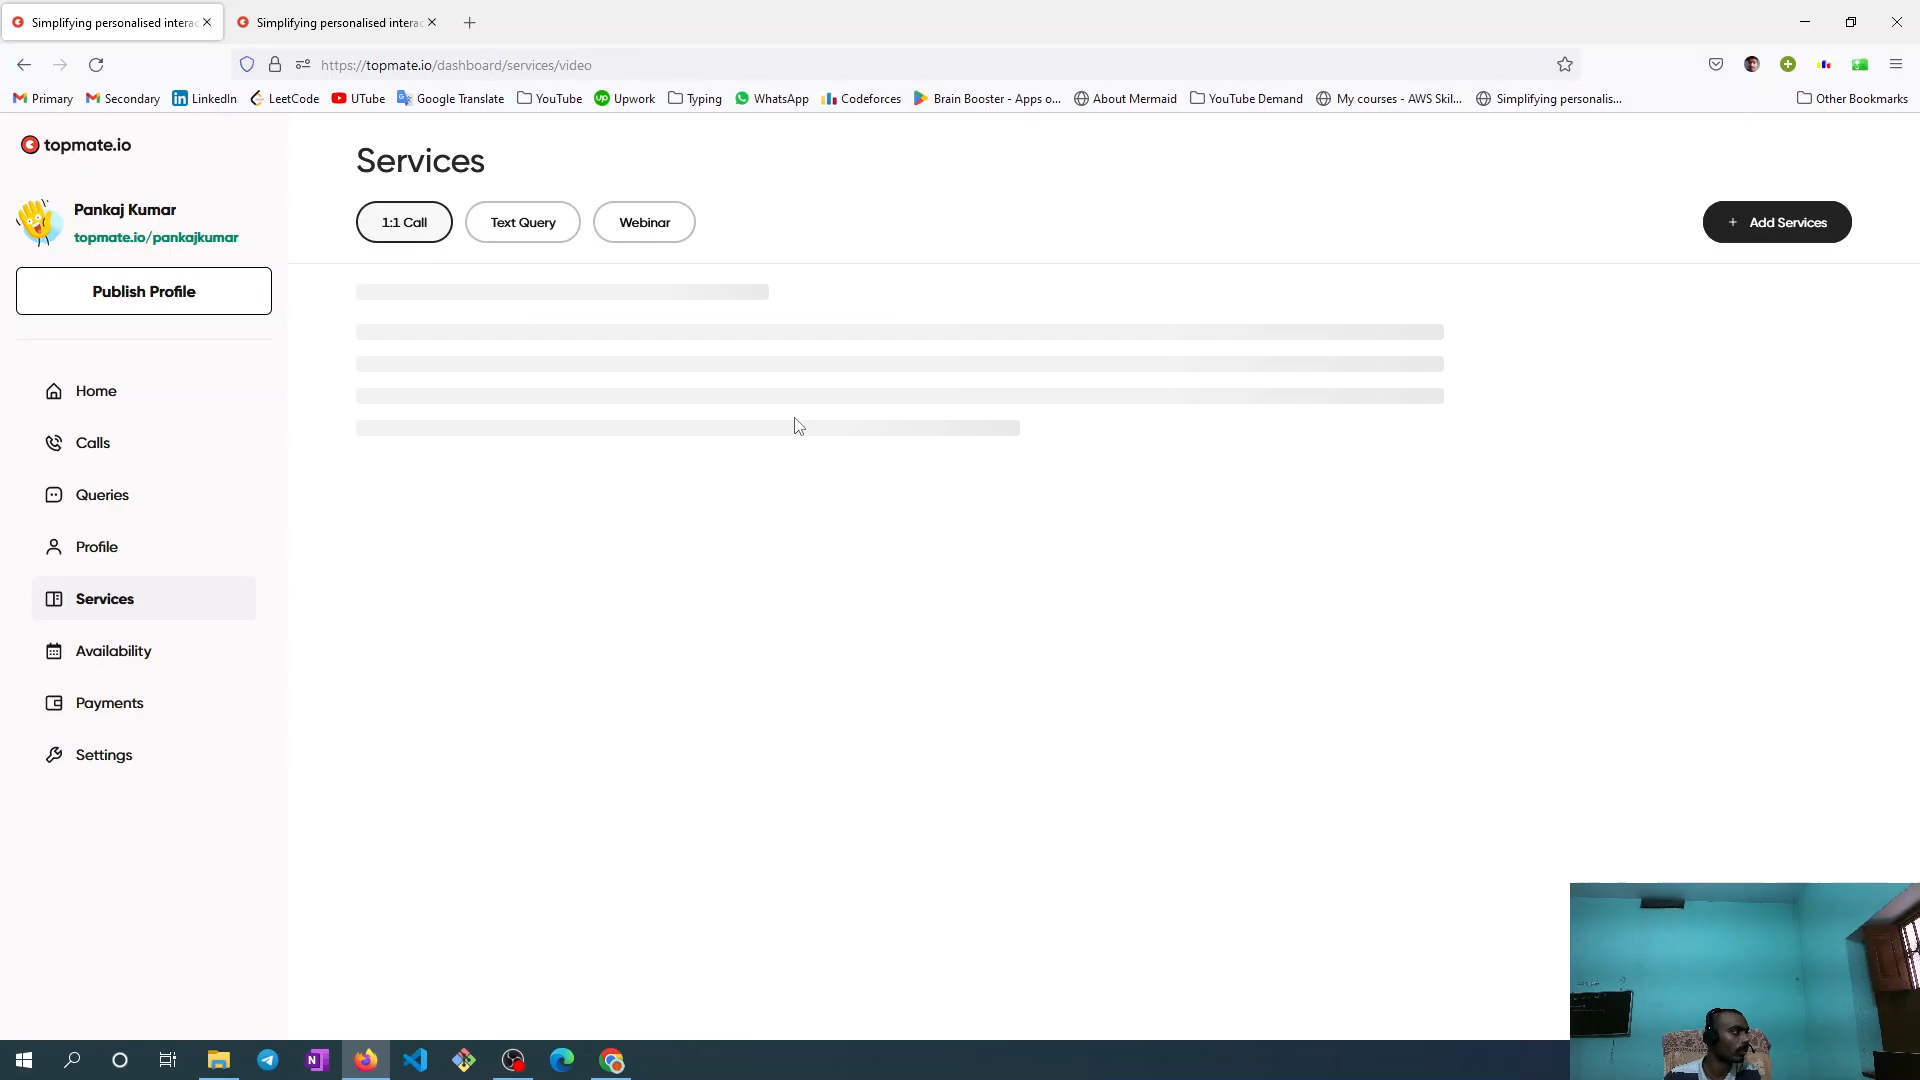 Simplifying personalised intera
Simplifying personalised intera
https://topmate.io/dashboard/services/video
Primary
Secondary
LinkedIn
LeetCode
UTube
Google Translate
YouTube
Upwork
Typing
WhatsApp
Codeforces
Brain Booster - Apps o...
About Mermaid
YouTube Demand
My courses - AWS Skil...
Simplifying personalis...
Other Bookmarks
topmate.io
Pankaj Kumar
topmate.io/pankajkumar
Publish Profile
Home
Calls
Queries
Profile
Services
Availability
Payments
Settings
Services
1:1 Call
Text Query
Webinar
+ Add Services